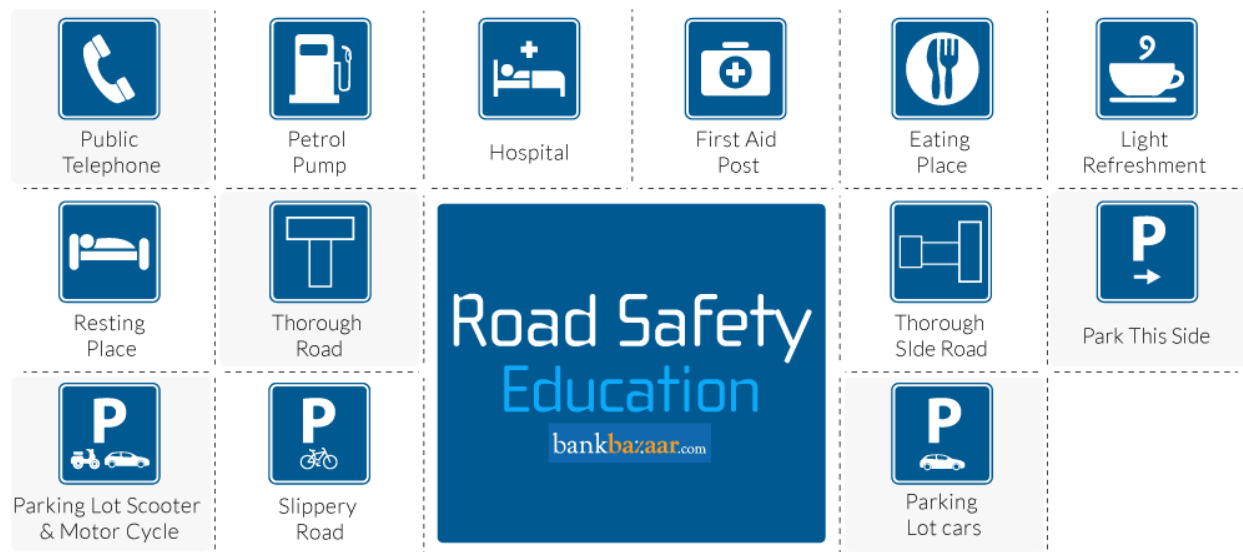 Public
Telephone
Petrol
Pump
Hospital
First Aid
Post
Eating
Place
Light
Refreshment
Resting
Place
Thorough
Road
Road Safety
Education
bankbazaar.com
Thorough
SIde Road
P
Park This Side
P
Parking Lot Scooter
& Motor Cycle
P
Slippery
Road
P
Parking
Lot cars